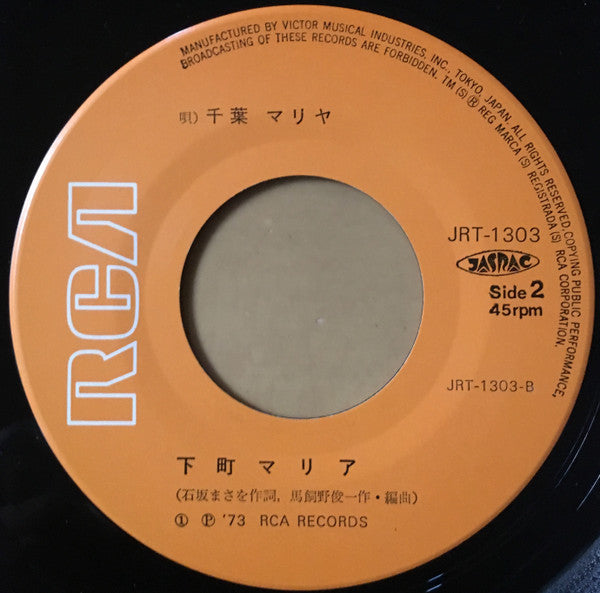 MANUFACTURED BY VICTOR MUSICAL INDUSTRIES, INC., TOKYO, JAPAN. ALL RIGHTS RESERVED. COPYING PUBLIC PERFORMANCE,
BROADCASTING OF THESE RECORDS ARE FORBIDDEN. TM(S)® REG MARCA(S) REGISTRADA(S) RCA CORPORATION.
唄) 千葉 マリヤ
RCA
JRT-1303
JASRAC
Side 2
45rpm
JRT-1303-B
下町マリア
(石坂まさを作詞, 馬飼野俊一作・編曲)
① Ⓟ '73 RCA RECORDS